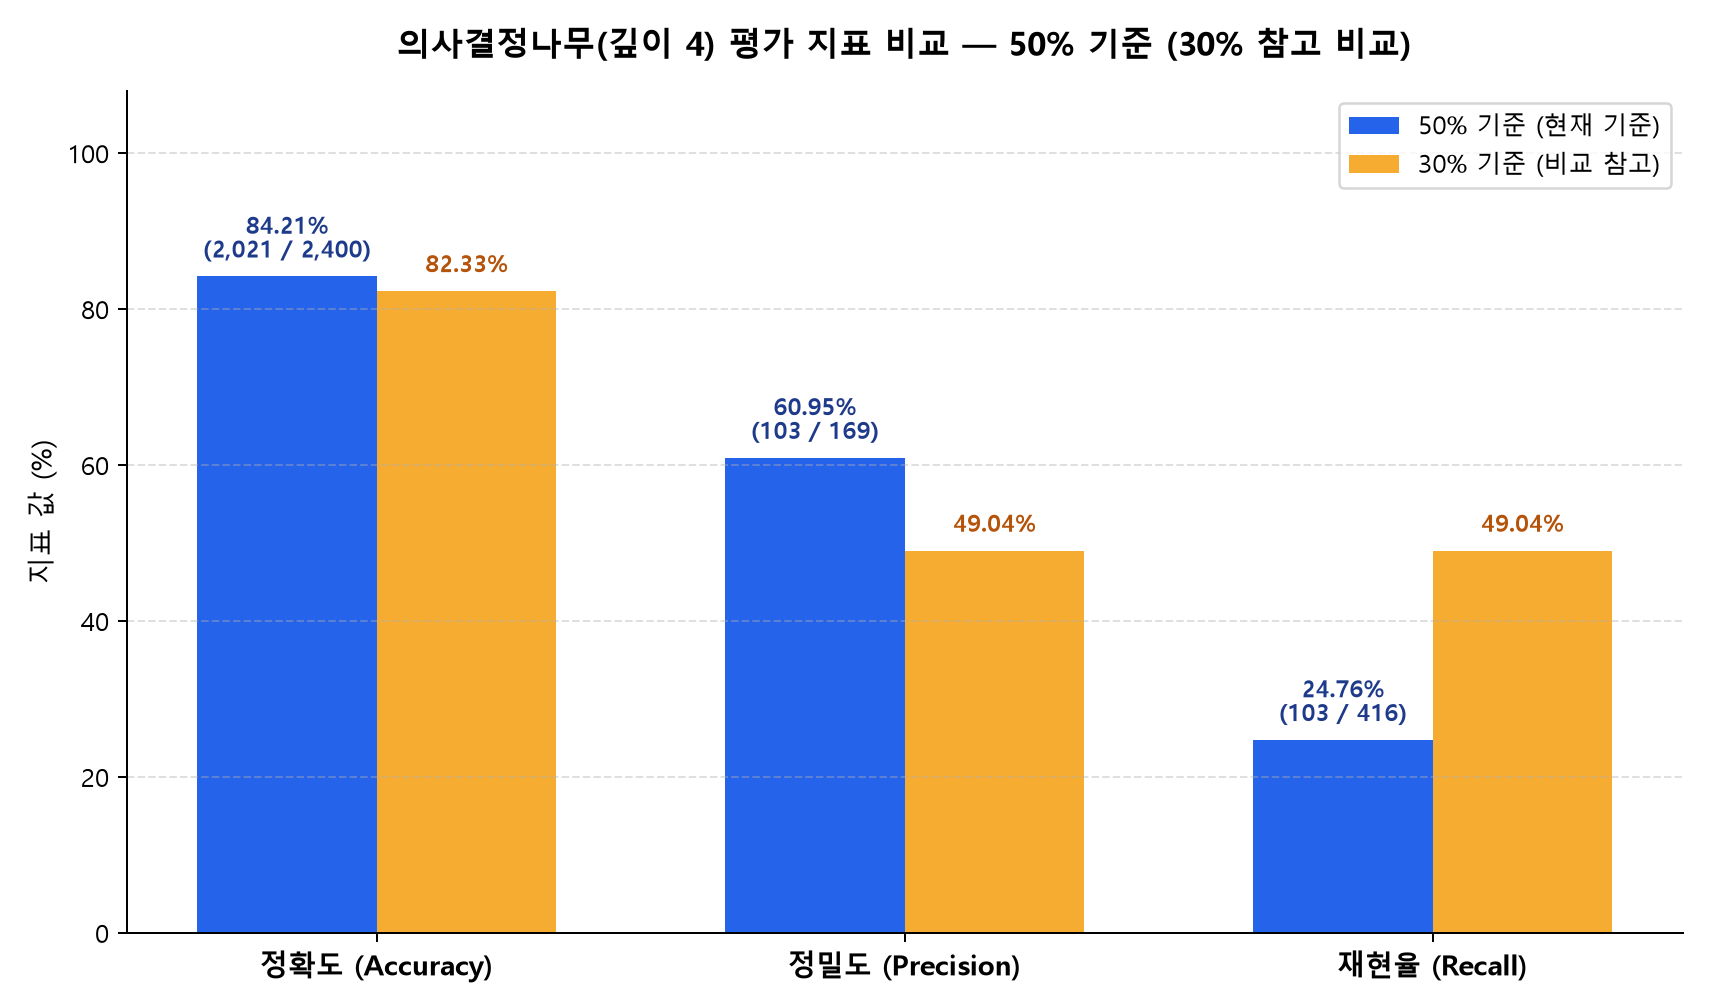 의사결정나무(깊이 4) 평가 지표 비교 — 50% 기준 (30% 참고 비교)
50% 기준 (현재 기준)
30% 기준 (비교 참고)
지표 값 (%)
100
80
60
40
20
0
84.21%
(2,021 / 2,400)
82.33%
60.95%
(103 / 169)
49.04%
24.76%
(103 / 416)
49.04%
정확도 (Accuracy)
정밀도 (Precision)
재현율 (Recall)